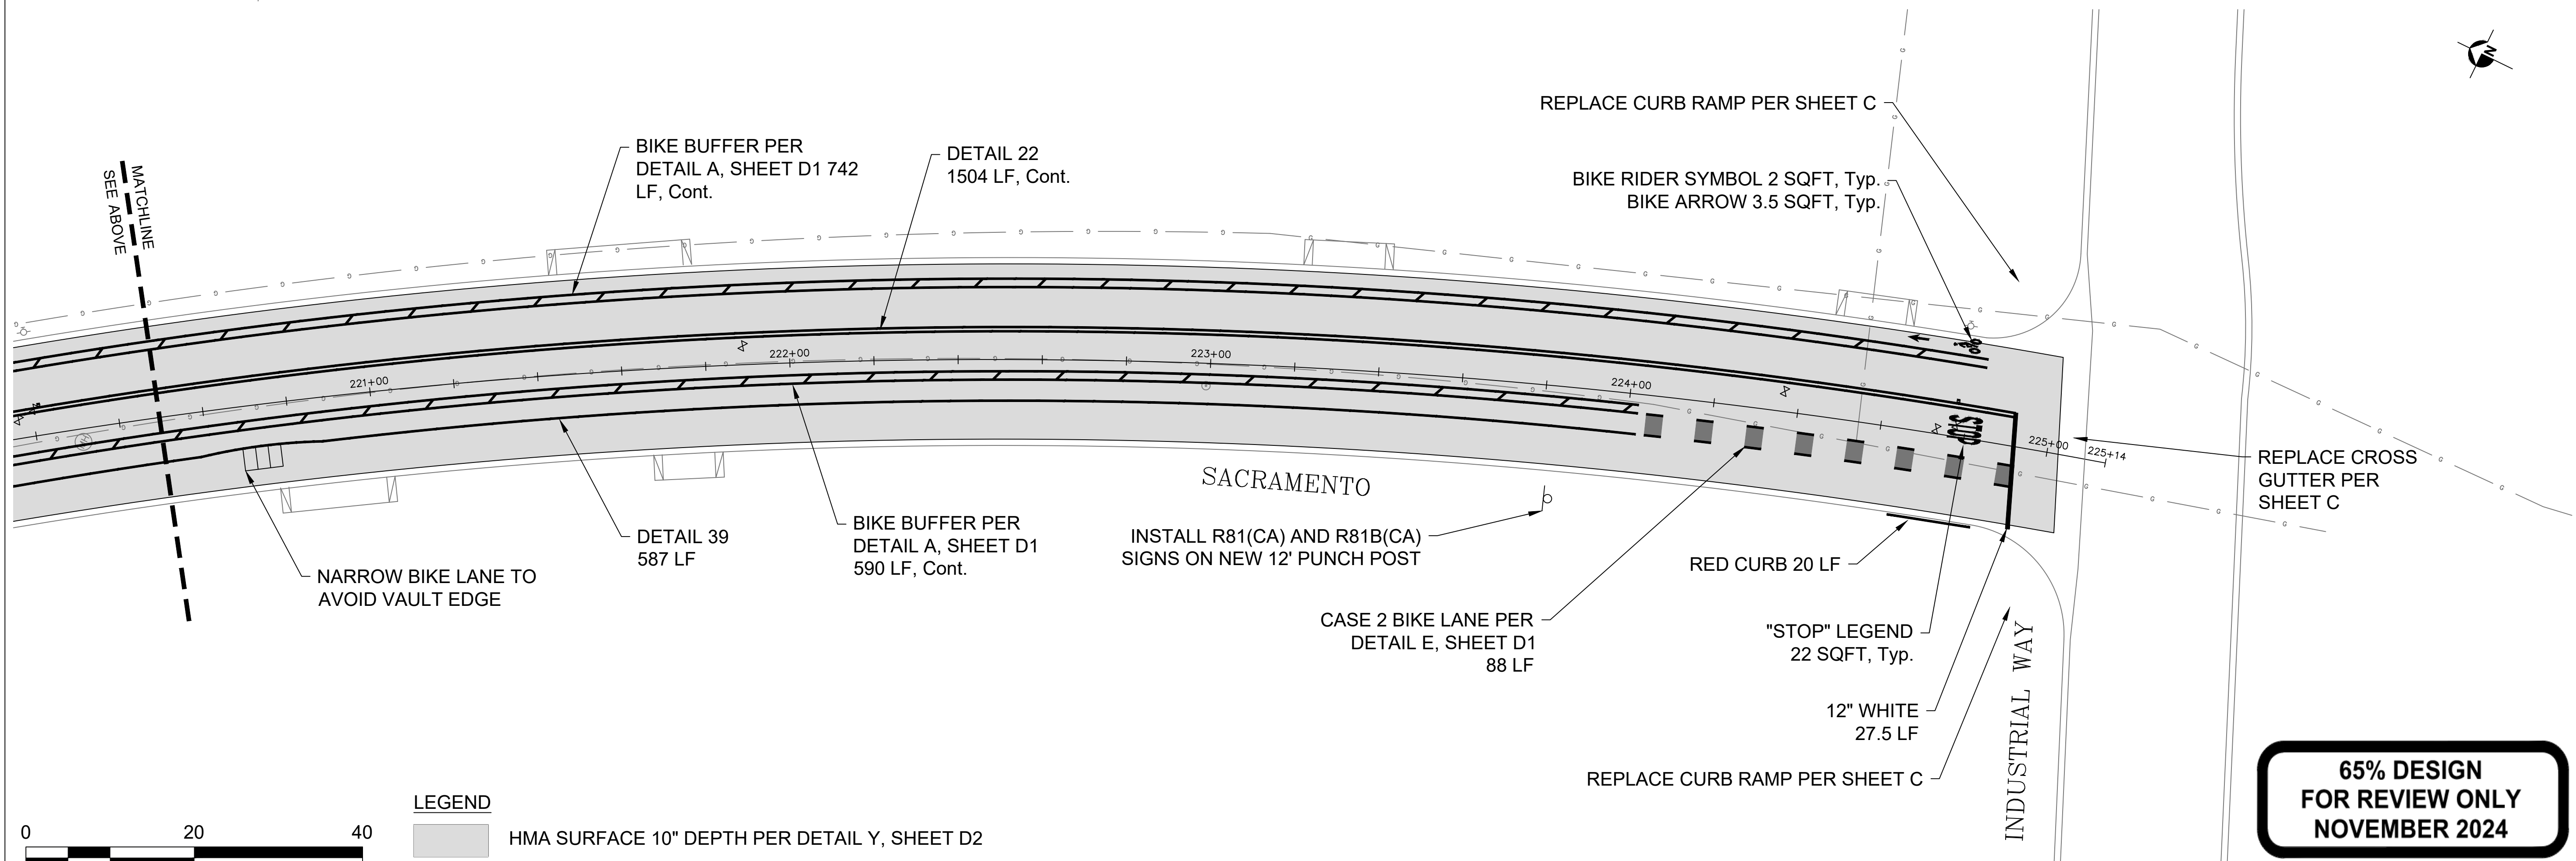 MATCHLINE
SEE ABOVE
BIKE BUFFER PER
DETAIL A, SHEET D1 742
LF, Cont.
DETAIL 22
1504 LF, Cont.
REPLACE CURB RAMP PER SHEET C
BIKE RIDER SYMBOL 2 SQFT, Typ.
BIKE ARROW 3.5 SQFT, Typ.
N
221+00
222+00
223+00
224+00
225+00
225+14
MH
STOP
REPLACE CROSS
GUTTER PER
SHEET C
SACRAMENTO
NARROW BIKE LANE TO
AVOID VAULT EDGE
DETAIL 39
587 LF
BIKE BUFFER PER
DETAIL A, SHEET D1
590 LF, Cont.
INSTALL R81(CA) AND R81B(CA)
SIGNS ON NEW 12' PUNCH POST
RED CURB 20 LF
CASE 2 BIKE LANE PER
DETAIL E, SHEET D1
88 LF
"STOP" LEGEND
22 SQFT, Typ.
12" WHITE
27.5 LF
REPLACE CURB RAMP PER SHEET C
INDUSTRIAL WAY
LEGEND
HMA SURFACE 10" DEPTH PER DETAIL Y, SHEET D2
0 20 40
65% DESIGN
FOR REVIEW ONLY
NOVEMBER 2024